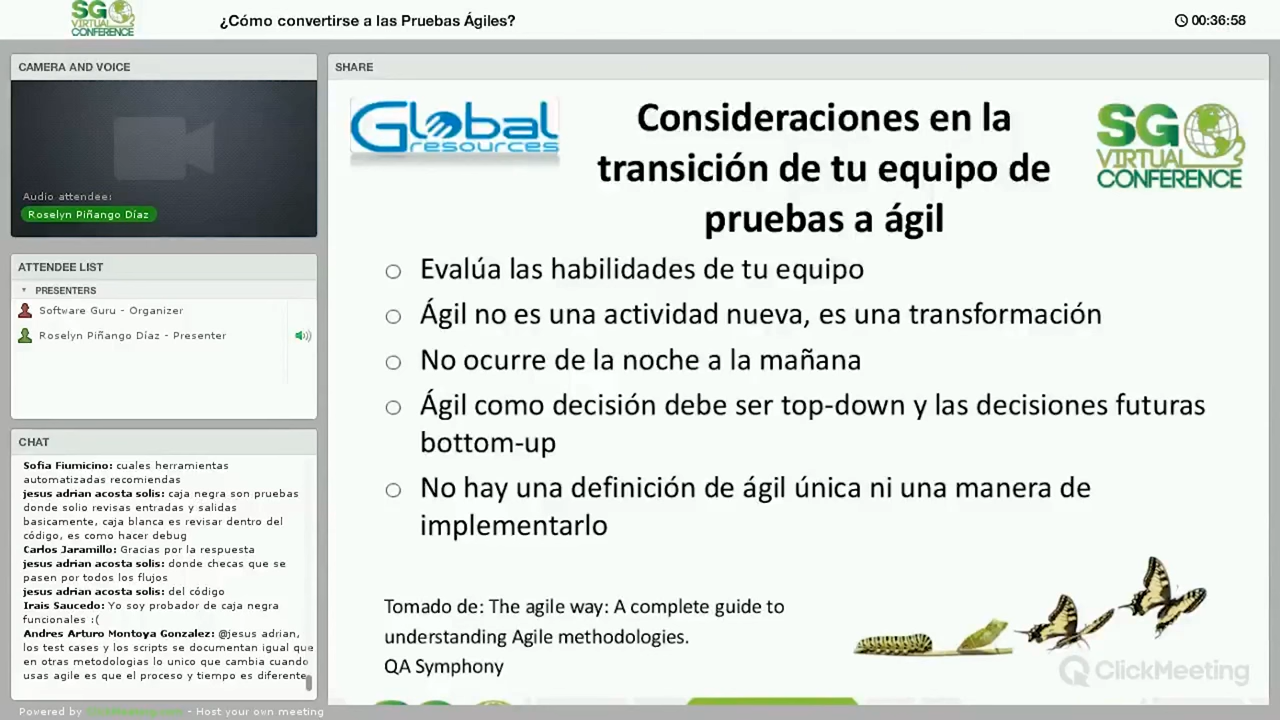 SG
VIRTUAL
CONFERENCE
¿Cómo convertirse a las Pruebas Ágiles?
00:36:58
CAMERA AND VOICE
Audio attendee:
Roselyn Piñango Díaz
ATTENDEE LIST
PRESENTERS
Software Guru - Organizer
Roselyn Piñango Díaz - Presenter
CHAT
Sofia Fiumicino: cuales herramientas
automatizadas recomiendas
jesus adrian acosta solis: caja negra son pruebas
donde solio revisas entradas y salidas
basicamente, caja blanca es revisar dentro del
código, es como hacer debug
Carlos Jaramillo: Gracias por la respuesta
jesus adrian acosta solis: donde checas que se
pasen por todos los flujos
jesus adrian acosta solis: del código
Irais Saucedo: Yo soy probador de caja negra
funcionales :(
Andres Arturo Montoya Gonzalez: @jesus adrian,
los test cases y los scripts se documentan igual que
en otras metodologias lo unico que cambia cuando
usas agile es que el proceso y tiempo es diferente
Powered by ClickMeeting.com - Host your own meeting
SHARE
Global
resources
Consideraciones en la
transición de tu equipo de
pruebas a ágil
SG
VIRTUAL
CONFERENCE
Evalúa las habilidades de tu equipo
Ágil no es una actividad nueva, es una transformación
No ocurre de la noche a la mañana
Ágil como decisión debe ser top-down y las decisiones futuras
bottom-up
No hay una definición de ágil única ni una manera de
implementarlo
Tomado de: The agile way: A complete guide to
understanding Agile methodologies.
QA Symphony
ClickMeeting